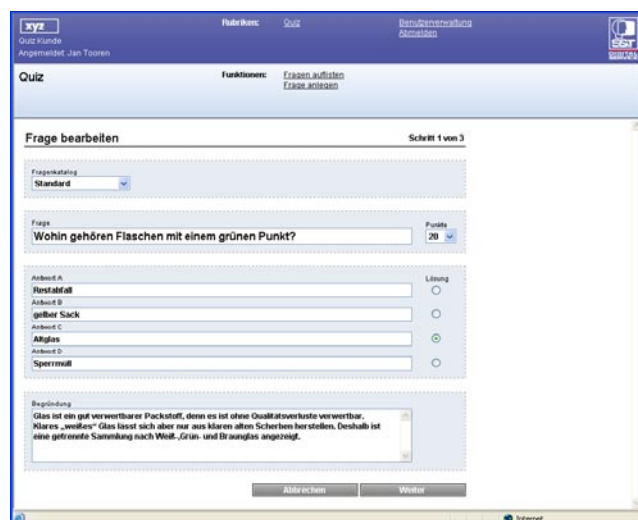 xyz
Rubriken: Quiz Benutzerverwaltung
Abmelden
Quiz Kunde
Angemeldet: Jan Tooren
EGT
DIGITAL
Quiz
Funktionen: Fragen auflisten
Frage anlegen
Frage bearbeiten Schritt 1 von 3
Fragenkatalog
Standard
Frage Punkte
Wohin gehören Flaschen mit einem grünen Punkt? 20
Antwort A Lösung
Restabfall
Antwort B
gelber Sack
Antwort C
Altglas
Antwort D
Sperrmüll
Begründung
Glas ist ein gut verwertbarer Packstoff, denn es ist ohne Qualitätsverluste verwertbar.
Klares „weißes“ Glas lässt sich aber nur aus klaren alten Scherben herstellen. Deshalb ist
eine getrennte Sammlung nach Weiß-,Grün- und Braunglas angezeigt.
Abbrechen Weiter
Internet